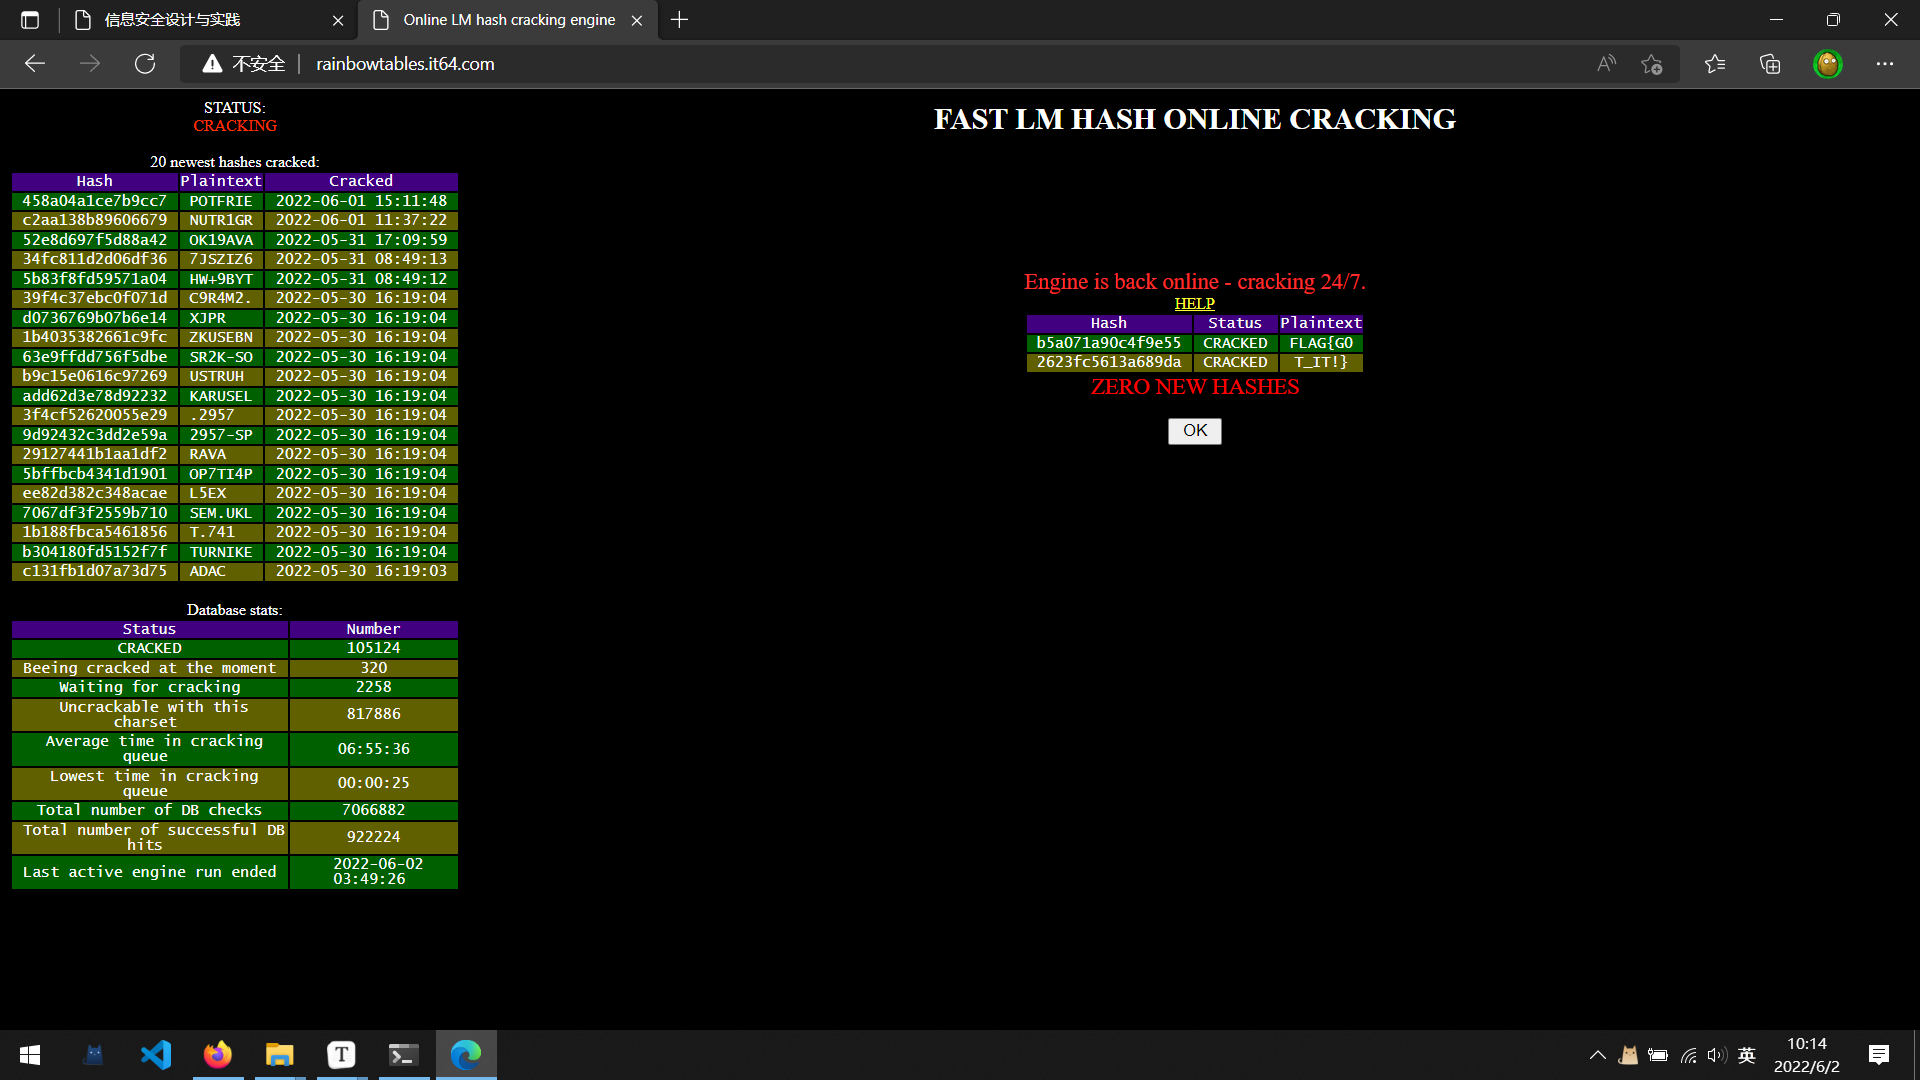 信息安全设计与实践
Online LM hash cracking engine
不安全
rainbowtables.it64.com
STATUS:
CRACKING
20 newest hashes cracked:
Hash Plaintext Cracked
458a04a1ce7b9cc7 POTFRIE 2022-06-01 15:11:48
c2aa138b89606679 NUTR1GR 2022-06-01 11:37:22
52e8d697f5d88a42 OK19AVA 2022-05-31 17:09:59
34fc811d2d06df36 7JSZIZ6 2022-05-31 08:49:13
5b83f8fd59571a04 HW+9BYT 2022-05-31 08:49:12
39f4c37ebc0f071d C9R4M2. 2022-05-30 16:19:04
d0736769b07b6e14 XJPR 2022-05-30 16:19:04
1b4035382661c9fc ZKUSEBN 2022-05-30 16:19:04
63e9ffdd756f5dbe SR2K-SO 2022-05-30 16:19:04
b9c15e0616c97269 USTRUH 2022-05-30 16:19:04
add62d3e78d92232 KARUSEL 2022-05-30 16:19:04
3f4cf52620055e29 .2957 2022-05-30 16:19:04
9d92432c3dd2e59a 2957-SP 2022-05-30 16:19:04
29127441b1aa1df2 RAVA 2022-05-30 16:19:04
5bffbcb4341d1901 OP7TI4P 2022-05-30 16:19:04
ee82d382c348acae L5EX 2022-05-30 16:19:04
7067df3f2559b710 SEM.UKL 2022-05-30 16:19:04
1b188fbca5461856 T.741 2022-05-30 16:19:04
b304180fd5152f7f TURNIKE 2022-05-30 16:19:04
c131fb1d07a73d75 ADAC 2022-05-30 16:19:03
Database stats:
Status Number
CRACKED 105124
Beeing cracked at the moment 320
Waiting for cracking 2258
Uncrackable with this
charset 817886
Average time in cracking
queue 06:55:36
Lowest time in cracking
queue 00:00:25
Total number of DB checks 7066882
Total number of successful DB
hits 922224
Last active engine run ended 2022-06-02
03:49:26
FAST LM HASH ONLINE CRACKING
Engine is back online - cracking 24/7.
HELP
Hash Status Plaintext
b5a071a90c4f9e55 CRACKED FLAG{G0
2623fc5613a689da CRACKED T_IT!}
ZERO NEW HASHES
OK
英
10:14
2022/6/2